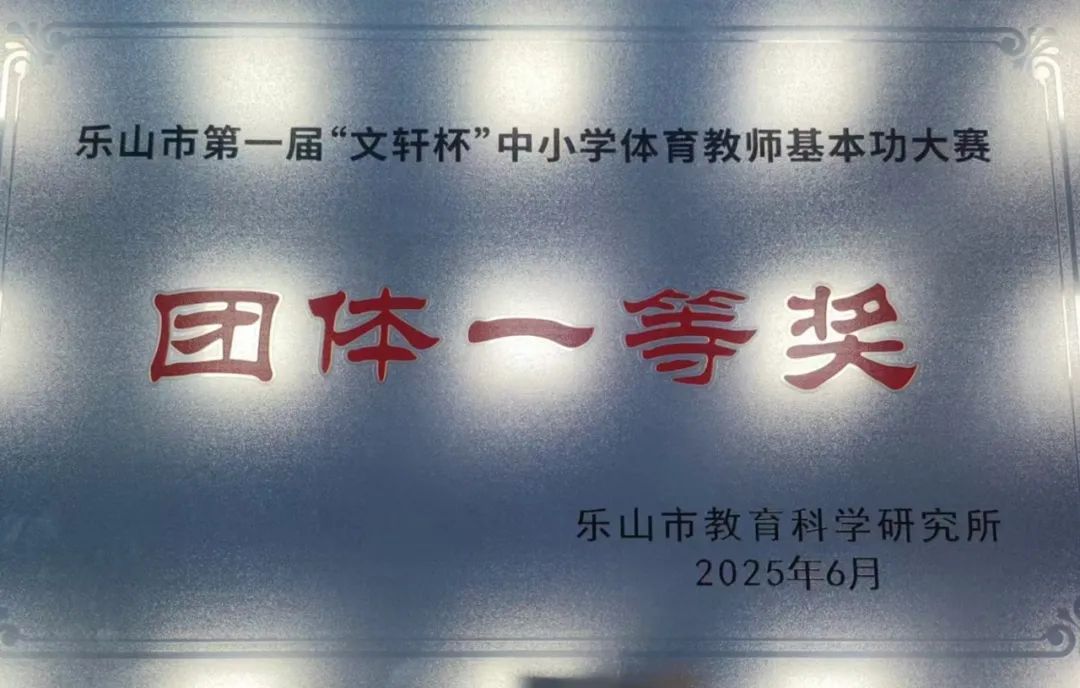 乐山市第一届“文轩杯”中小学体育教师基本功大赛
团体一等奖
乐山市教育科学研究所
2025年6月